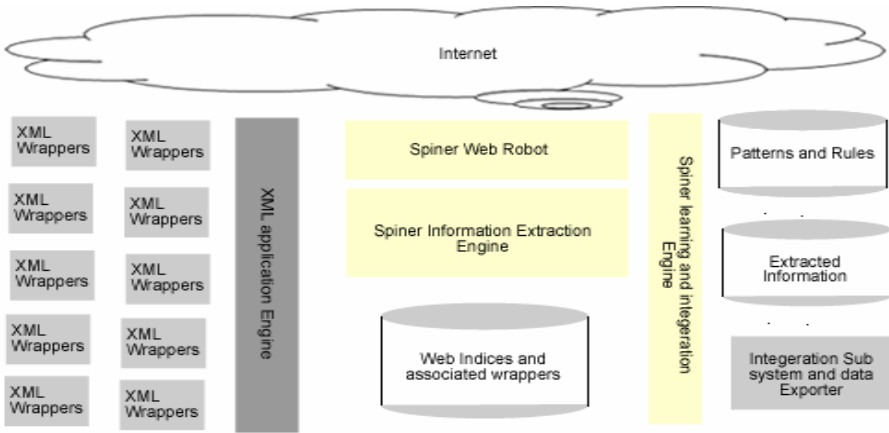 Internet
XML
Wrappers
XML
Wrappers
XML
Wrappers
XML
Wrappers
XML
Wrappers
XML
Wrappers
XML
Wrappers
XML
Wrappers
XML
Wrappers
XML
Wrappers
XML application Engine
Spiner Web Robot
Spiner Information Extraction
Engine
Web Indices and
associated wrappers
Spiner learning and integeration
Engine
Patterns and Rules
Extracted
Information
Integeration Sub
system and data
Exporter